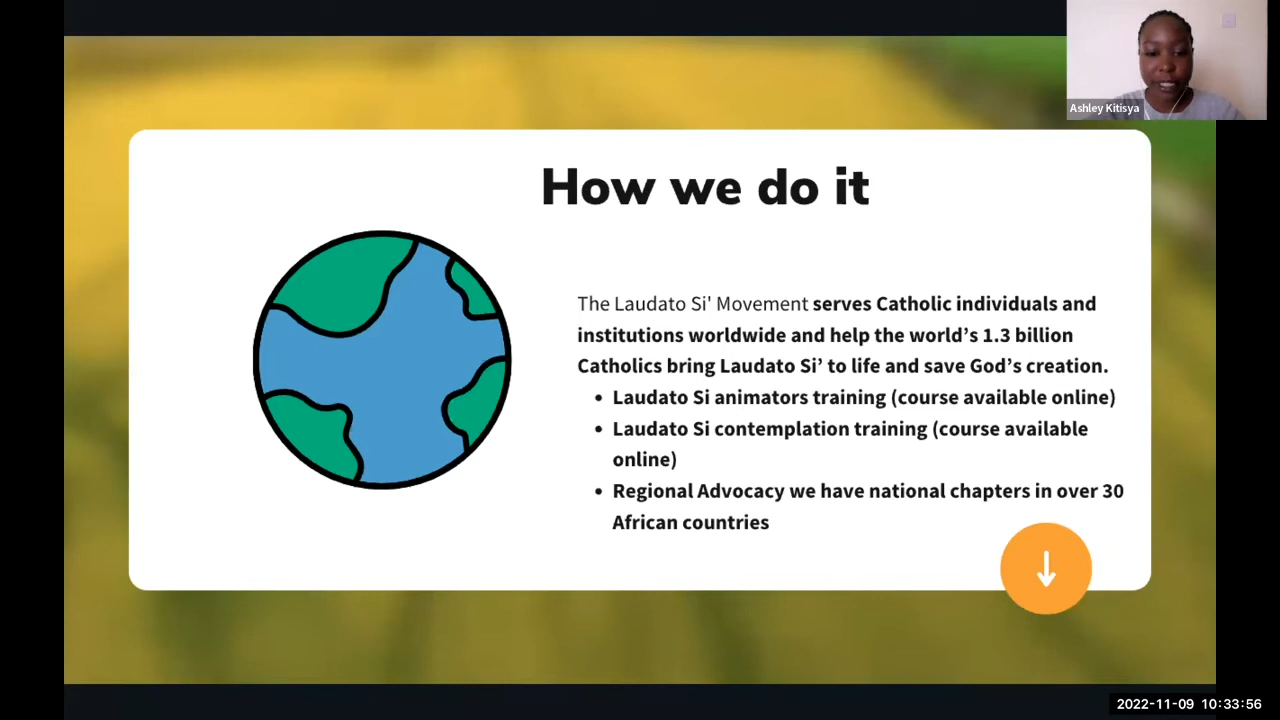 Ashley Kitisya
How we do it
The Laudato Si' Movement serves Catholic individuals and
institutions worldwide and help the world’s 1.3 billion
Catholics bring Laudato Si’ to life and save God’s creation.
• Laudato Si animators training (course available online)
• Laudato Si contemplation training (course available
online)
• Regional Advocacy we have national chapters in over 30
African countries
2022-11-09 10:33:56